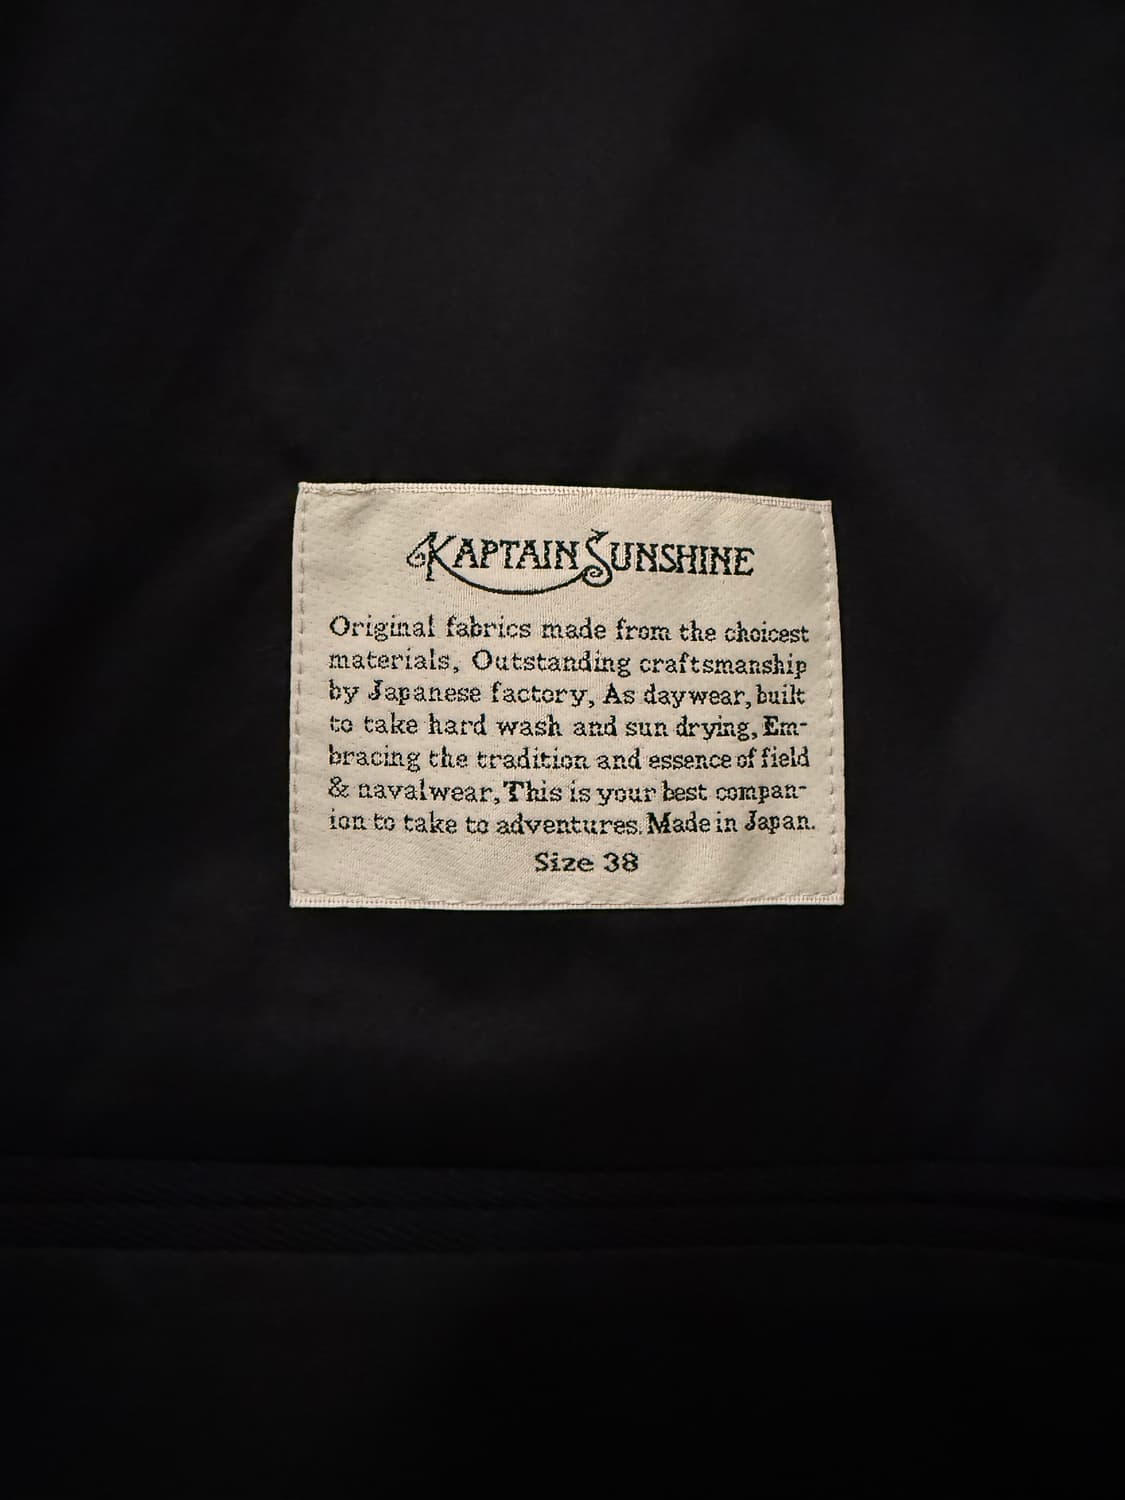 KAPTAIN SUNSHINE
Original fabrics made from the choicest
materials, Outstanding craftsmanship
by Japanese factory, As daywear, built
to take hard wash and sun drying, Em-
bracing the tradition and essence of field
& navalwear, This is your best compan-
ion to take to adventures. Made in Japan.
Size 38